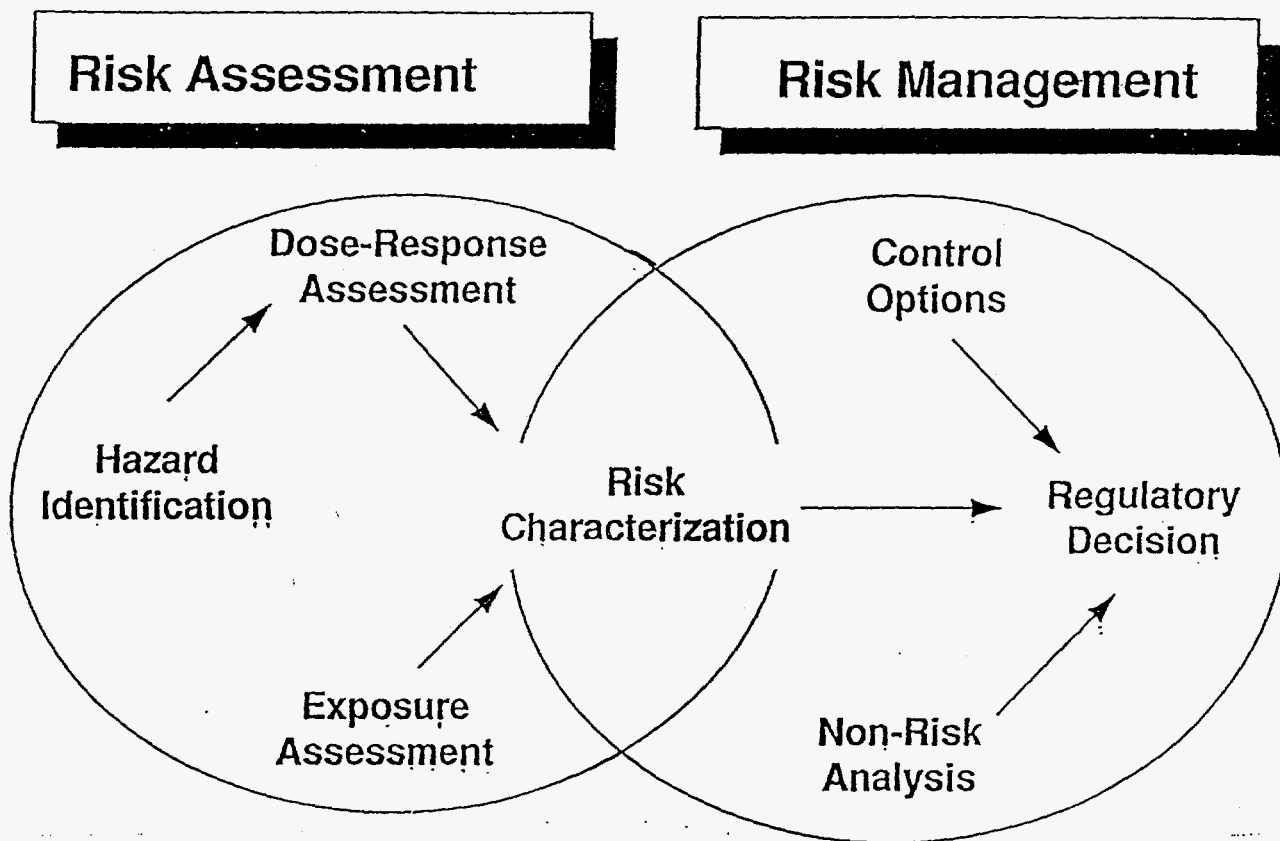 Risk Assessment
Risk Management
Dose-Response
Assessment
Control
Options
Hazard
Identification
Risk
Characterization
Regulatory
Decision
Exposure
Assessment
Non-Risk
Analysis